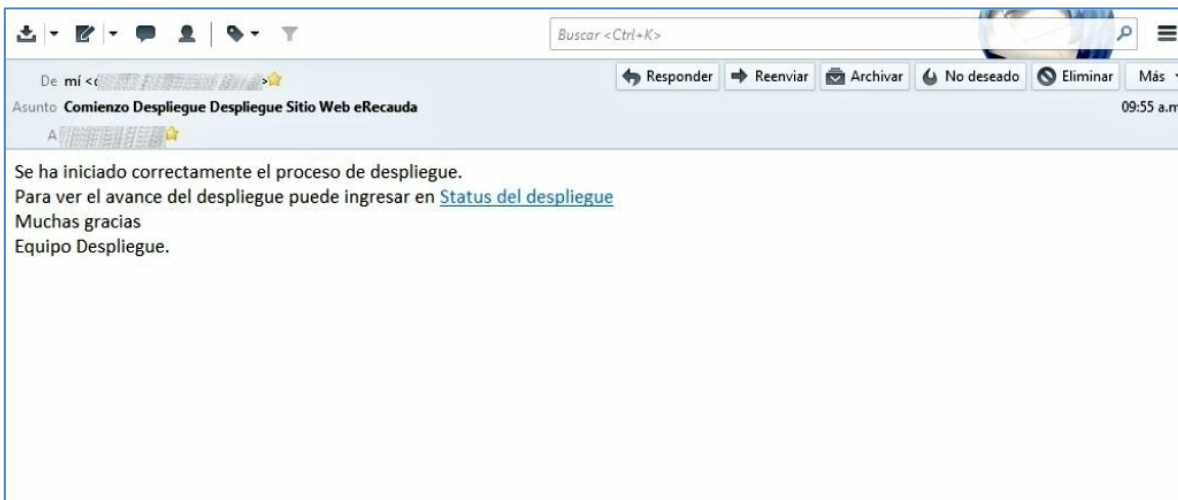 Buscar <Ctrl+K>
De mí <
Responder Reenviar Archivar No deseado Eliminar Más
Asunto Comienzo Despliegue Despliegue Sitio Web eRecauda
09:55 a.m
A
Se ha iniciado correctamente el proceso de despliegue.
Para ver el avance del despliegue puede ingresar en Status del despliegue
Muchas gracias
Equipo Despliegue.